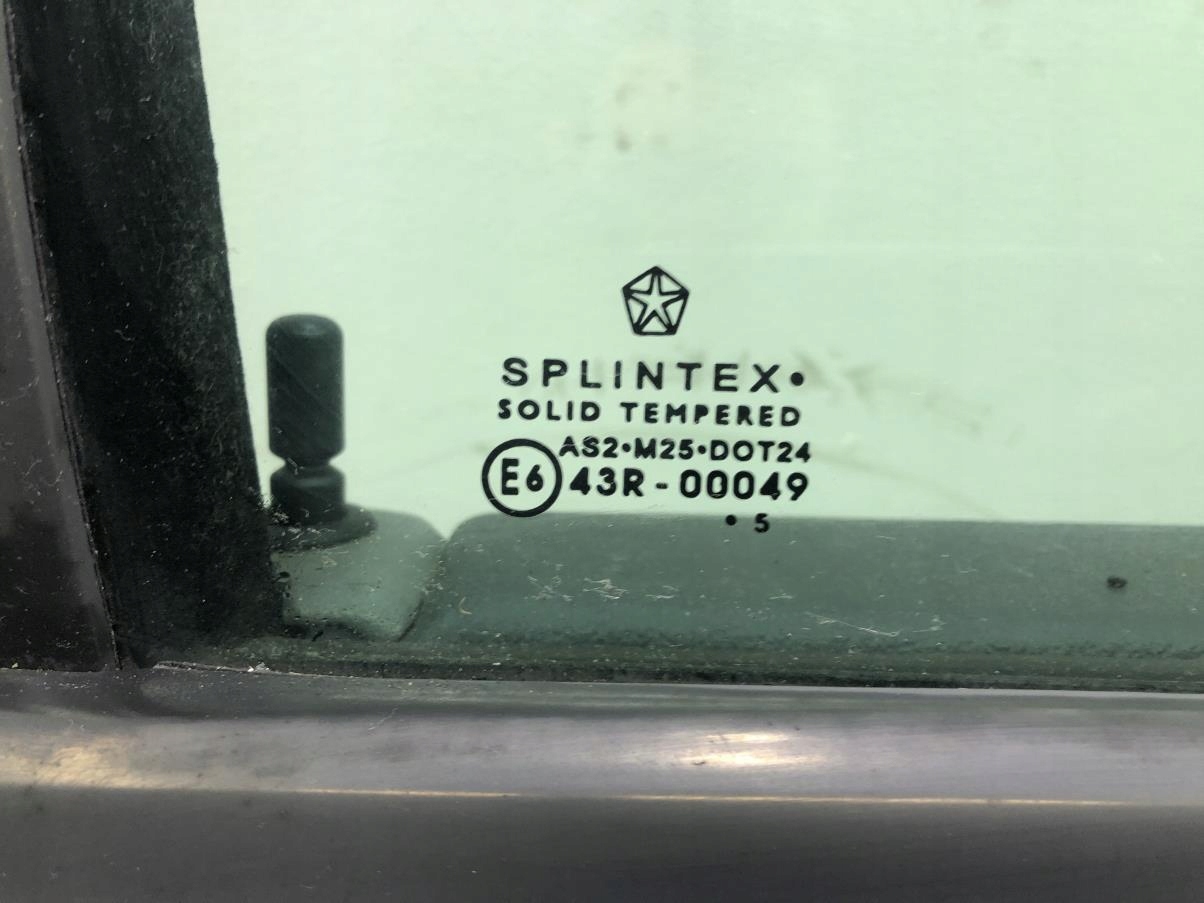 SPLINTEX•
SOLID TEMPERED
AS2•M25•DOT24
E6 43R-00049
• 5